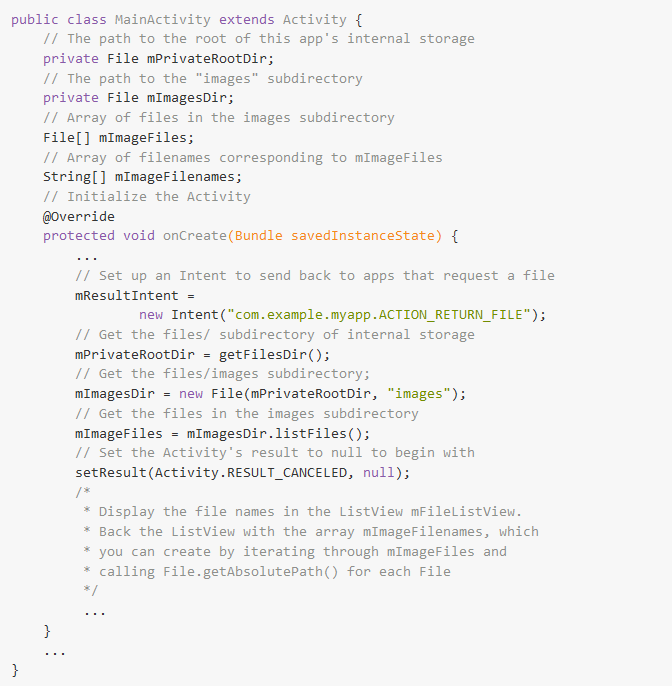 public class MainActivity extends Activity {
    // The path to the root of this app's internal storage
    private File mPrivateRootDir;
    // The path to the "images" subdirectory
    private File mImagesDir;
    // Array of files in the images subdirectory
    File[] mImageFiles;
    // Array of filenames corresponding to mImageFiles
    String[] mImageFilenames;
    // Initialize the Activity
    @Override
    protected void onCreate(Bundle savedInstanceState) {
        ...
        // Set up an Intent to send back to apps that request a file
        mResultIntent =
                new Intent("com.example.myapp.ACTION_RETURN_FILE");
        // Get the files/ subdirectory of internal storage
        mPrivateRootDir = getFilesDir();
        // Get the files/images subdirectory;
        mImagesDir = new File(mPrivateRootDir, "images");
        // Get the files in the images subdirectory
        mImageFiles = mImagesDir.listFiles();
        // Set the Activity's result to null to begin with
        setResult(Activity.RESULT_CANCELED, null);
        /*
         * Display the file names in the ListView mFileListView.
         * Back the ListView with the array mImageFilenames, which
         * you can create by iterating through mImageFiles and
         * calling File.getAbsolutePath() for each File
         */
         ...
    }
    ...
}